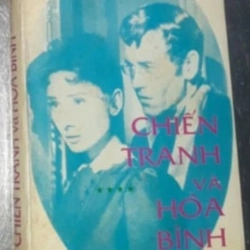 CHIẾN
TRANH
VÀ
HÒA
BÌNH
CHIẾN TRANH VÀ HÒA BÌNH